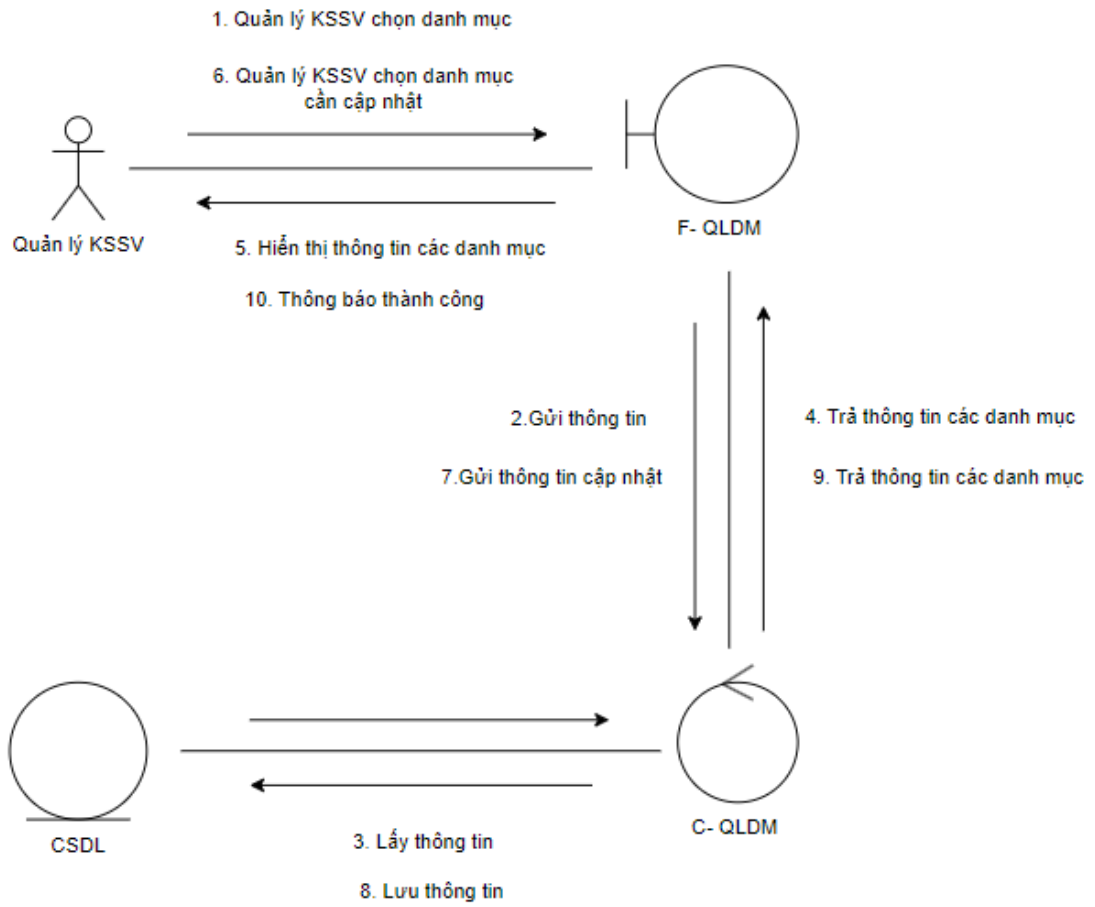 1. Quản lý KSSV chọn danh mục
6. Quản lý KSSV chọn danh mục
cần cập nhật
Quản lý KSSV
F- QLDM
5. Hiển thị thông tin các danh mục
10. Thông báo thành công
2.Gửi thông tin
4. Trả thông tin các danh mục
7.Gửi thông tin cập nhật
9. Trả thông tin các danh mục
CSDL
C- QLDM
3. Lấy thông tin
8. Lưu thông tin